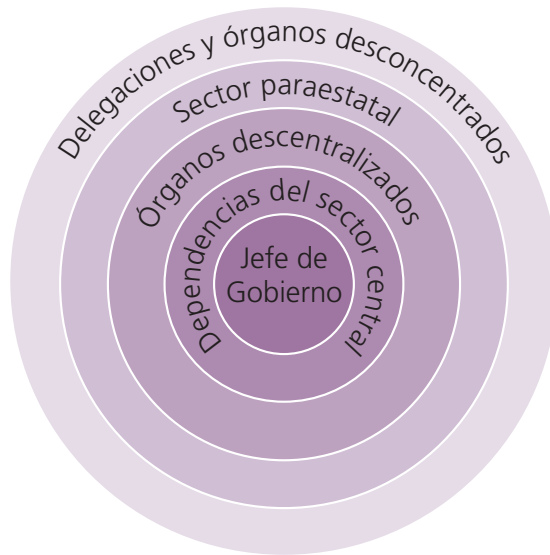 Delegaciones y órganos desconcentrados
Sector paraestatal
Órganos descentralizados
Dependencias del sector central
Jefe de
Gobierno